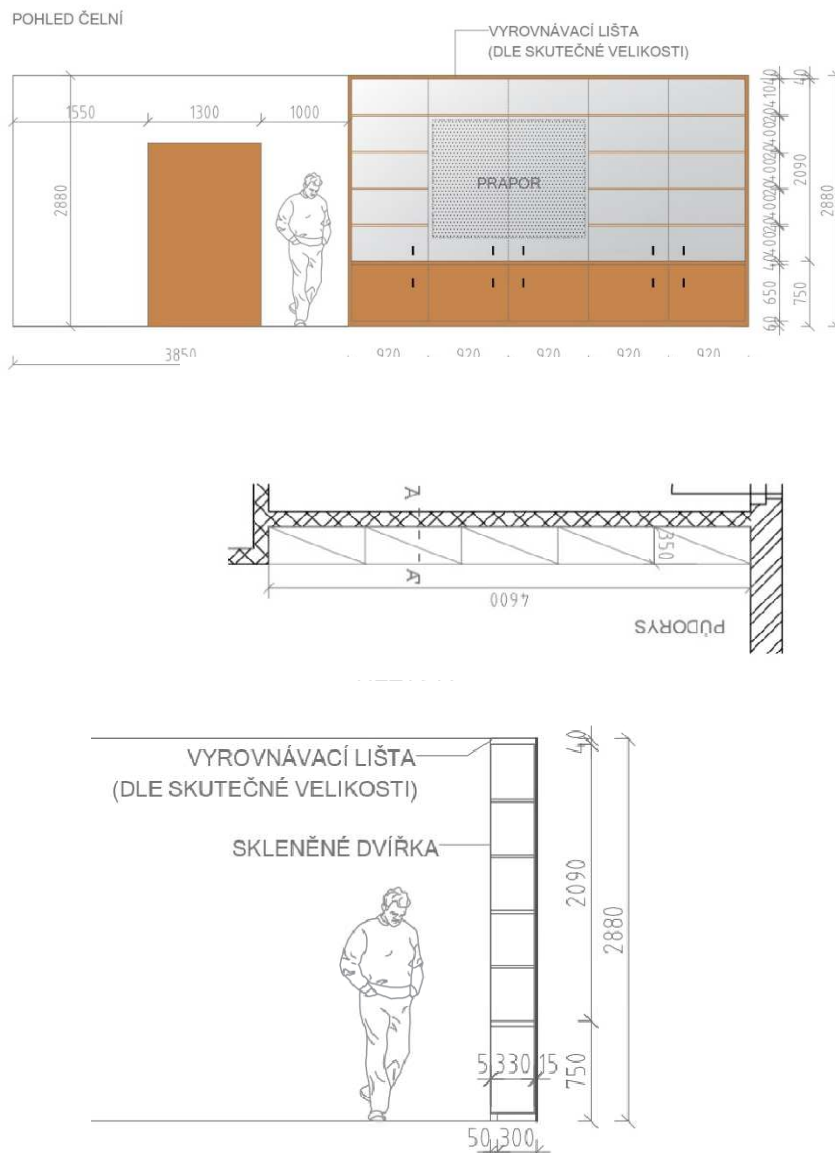 POHLED ČELNÍ
VYROVNÁVACÍ LIŠTA
(DLE SKUTEČNÉ VELIKOSTI)
1550
1300
1000
2880
PRAPOR
40
2090
2880
650
750
60
3850
920
920
920
920
920
A
A
350
4600
PŮDORYS
VYROVNÁVACÍ LIŠTA
(DLE SKUTEČNÉ VELIKOSTI)
SKLENĚNÉ DVÍŘKA
40
2090
2880
5
330
15
750
50
300